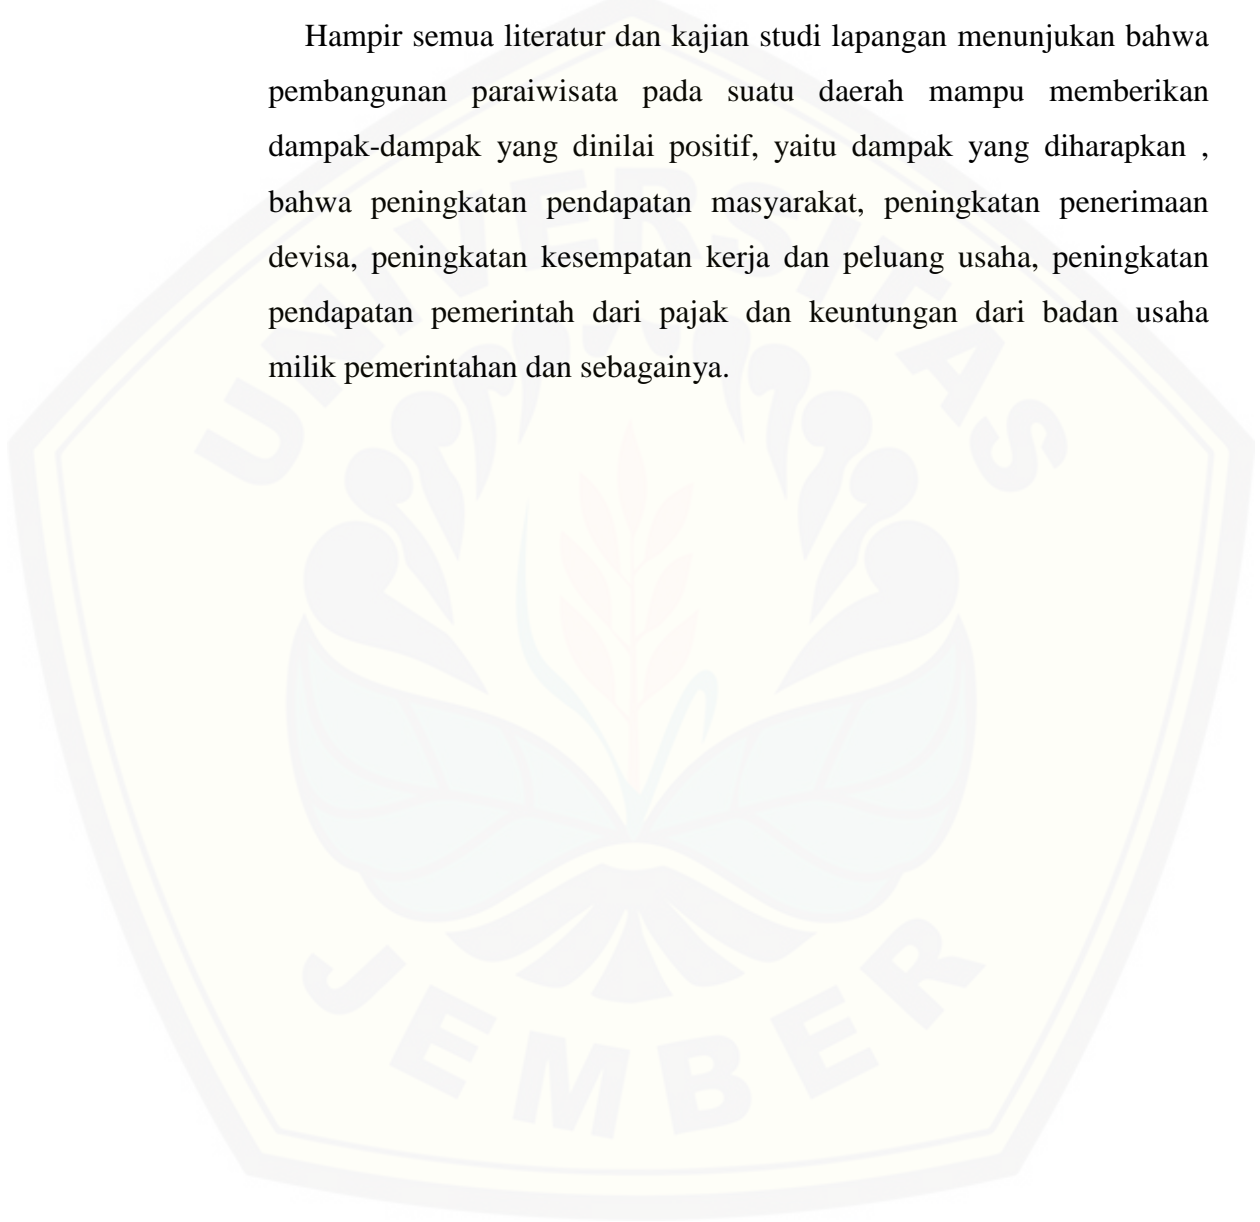 Hampir semua literatur dan kajian studi lapangan menunjukan bahwa
pembangunan paraiwisata pada suatu daerah mampu memberikan
dampak-dampak yang dinilai positif, yaitu dampak yang diharapkan ,
bahwa peningkatan pendapatan masyarakat, peningkatan penerimaan
devisa, peningkatan kesempatan kerja dan peluang usaha, peningkatan
pendapatan pemerintah dari pajak dan keuntungan dari badan usaha
milik pemerintahan dan sebagainya.
UNIVERSITAS
JEMBER